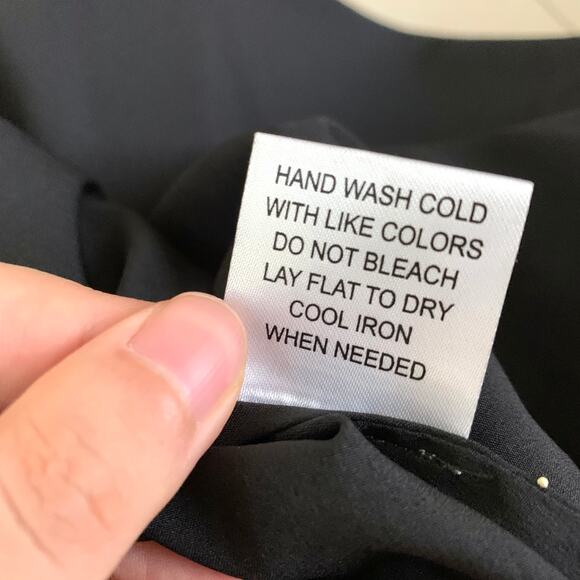 HAND WASH COLD
WITH LIKE COLORS
DO NOT BLEACH
LAY FLAT TO DRY
COOL IRON
WHEN NEEDED